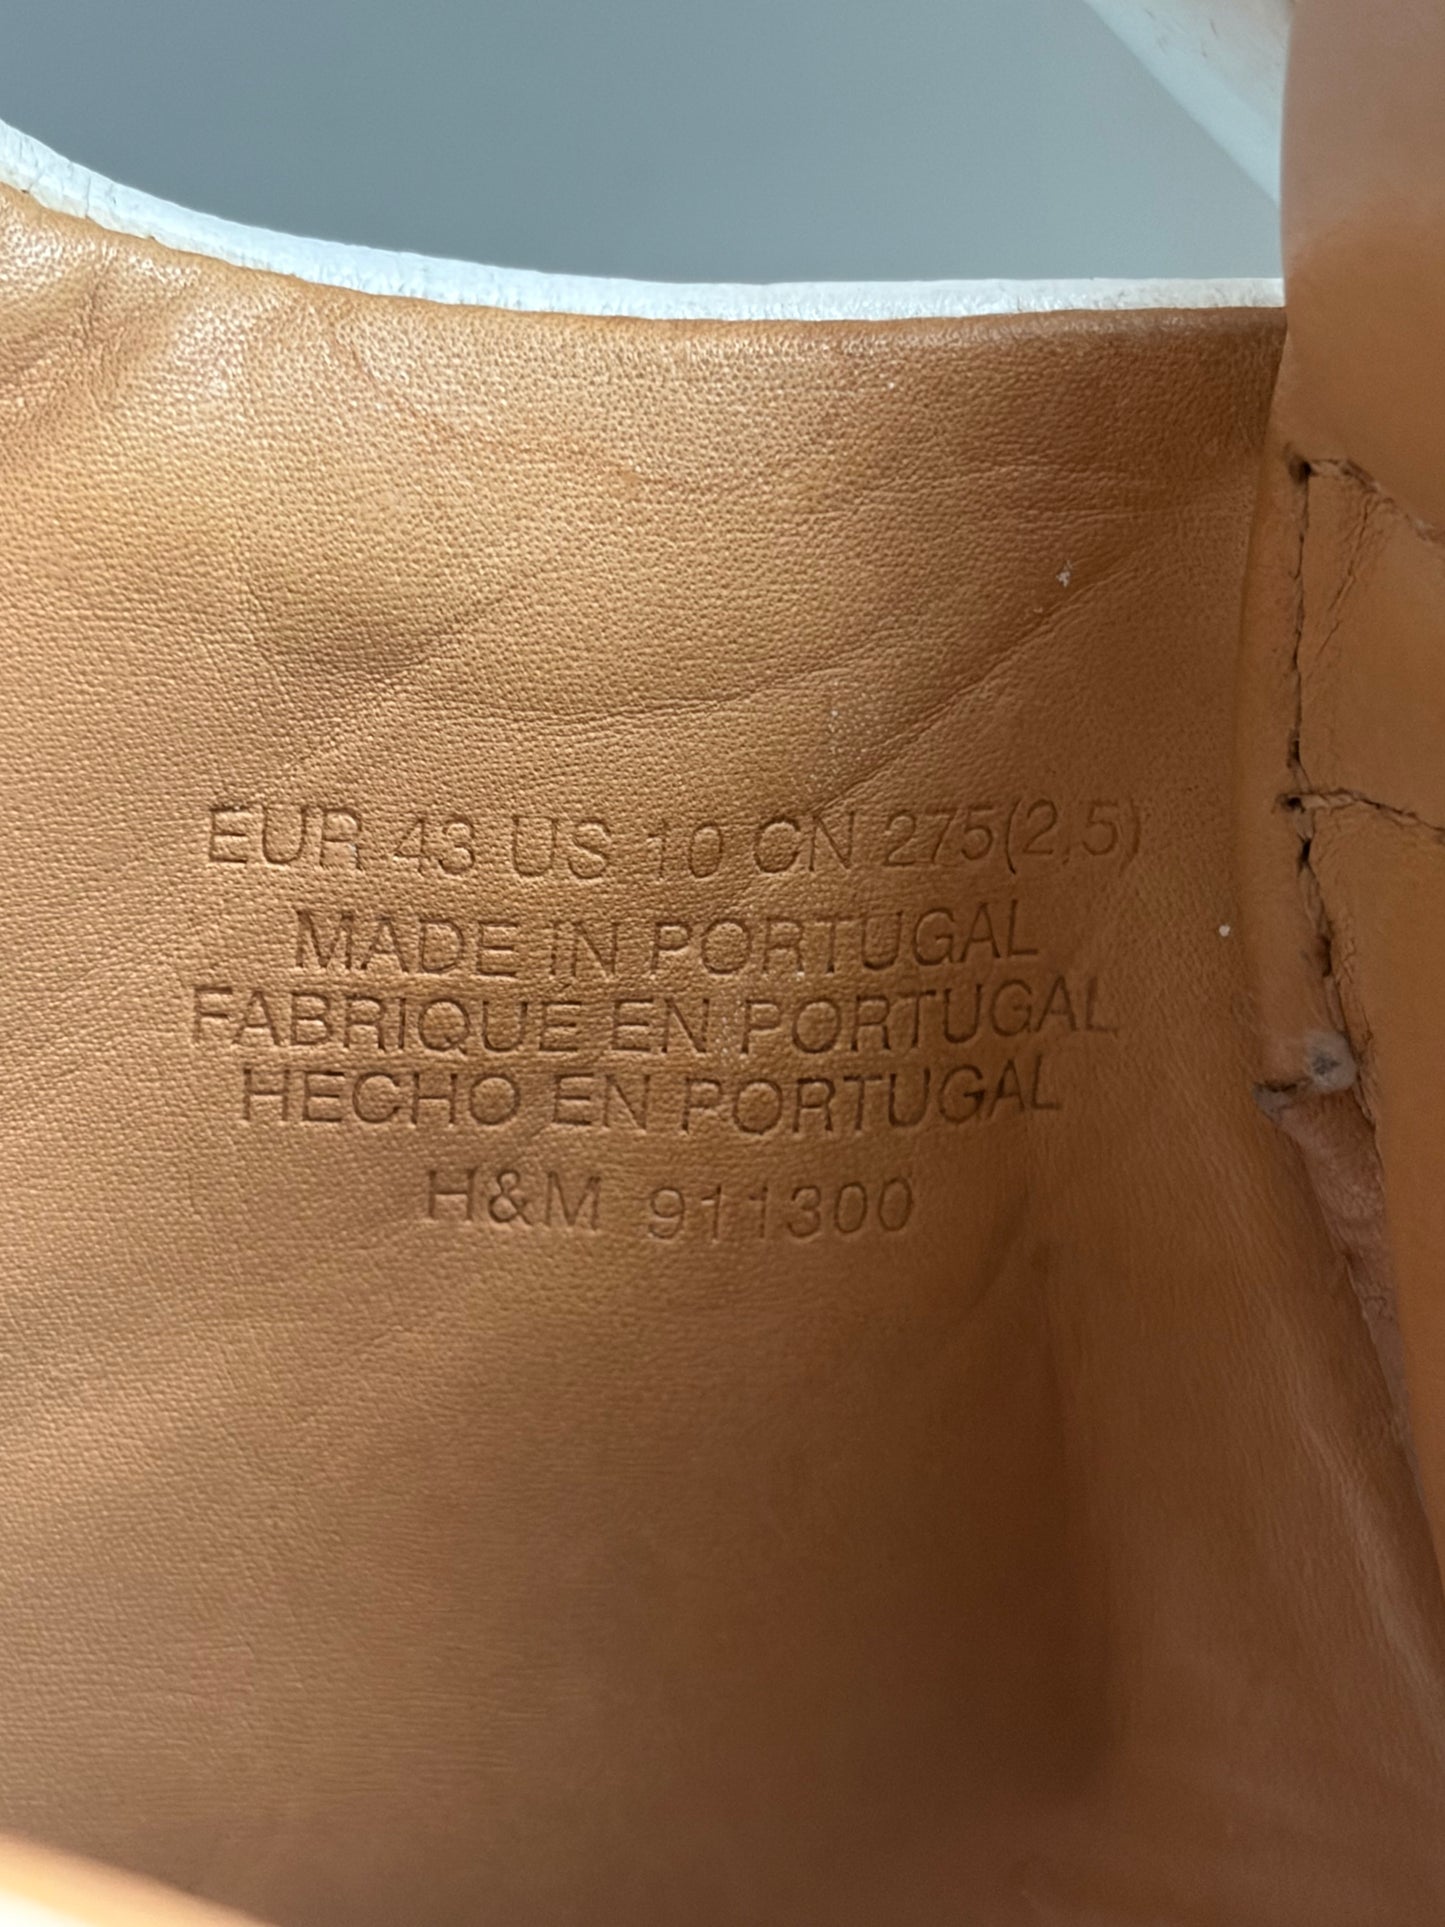 EUR 43 US 10 CN 275(2,5)
MADE IN PORTUGAL
FABRIQUÉ EN PORTUGAL
HECHO EN PORTUGAL
H&M 911300